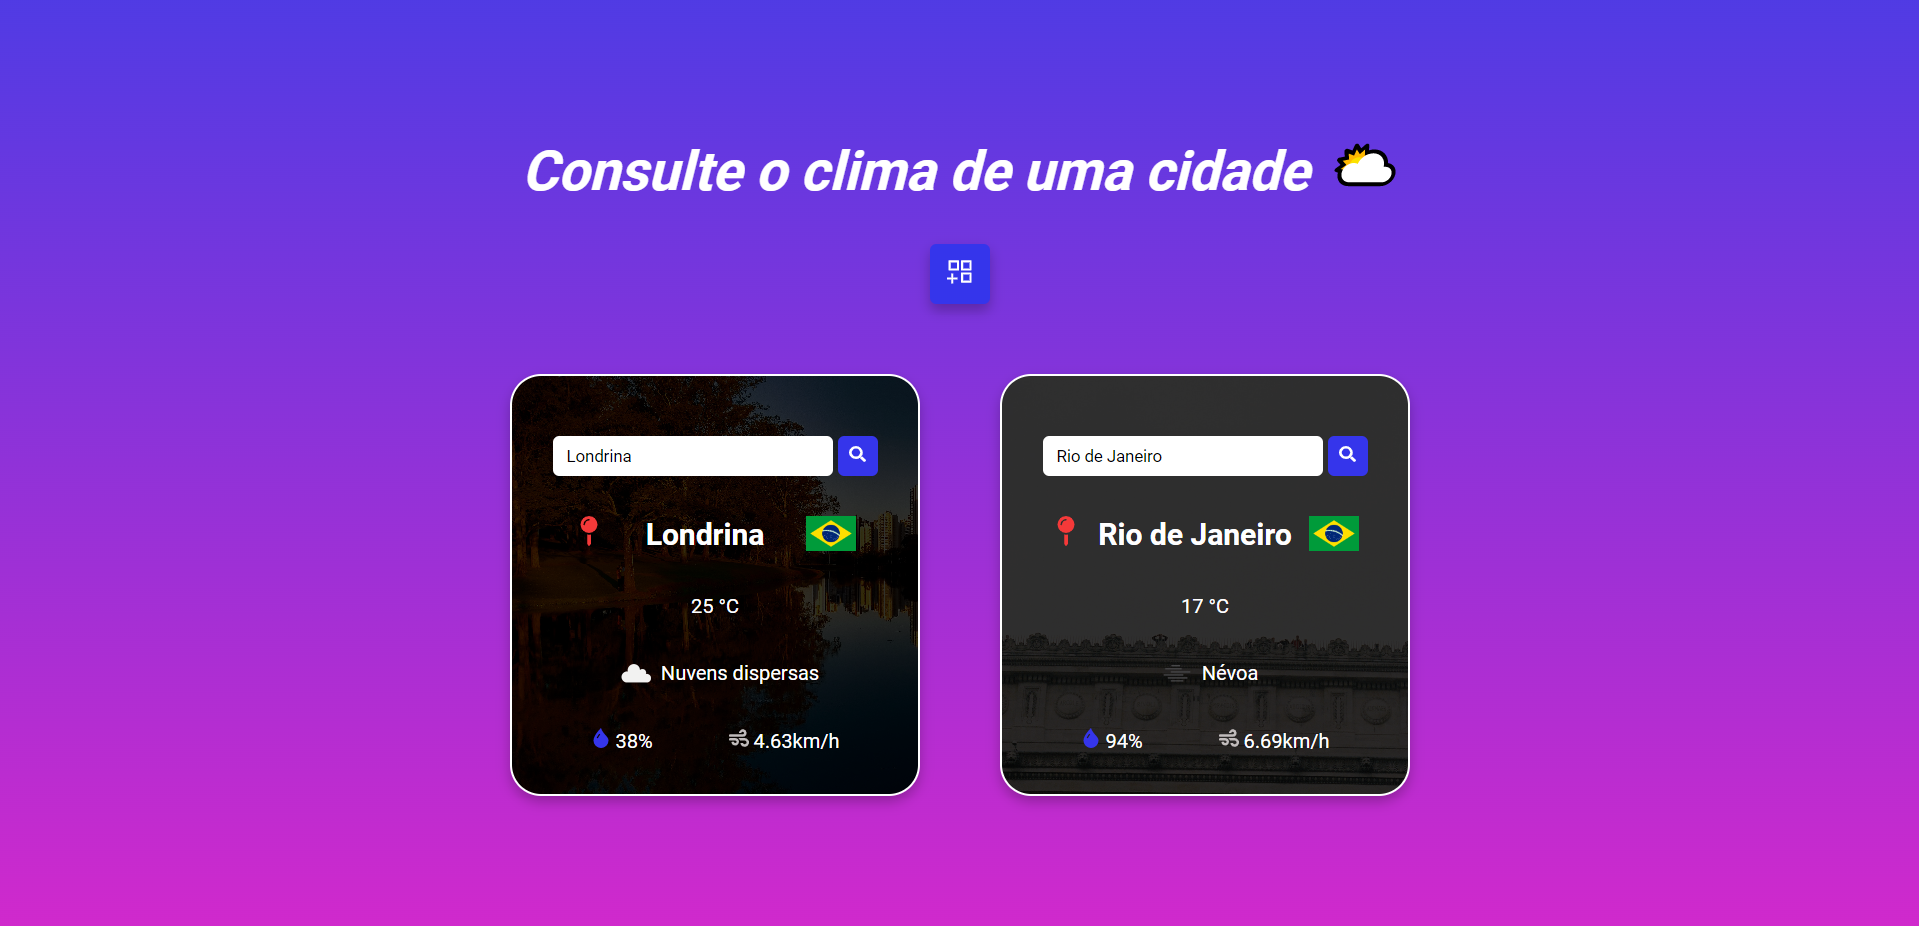 Consulte o clima de uma cidade
Londrina
Londrina
25 °C
Nuvens dispersas
38% 4.63km/h
Rio de Janeiro
Rio de Janeiro
17 °C
Névoa
94% 6.69km/h